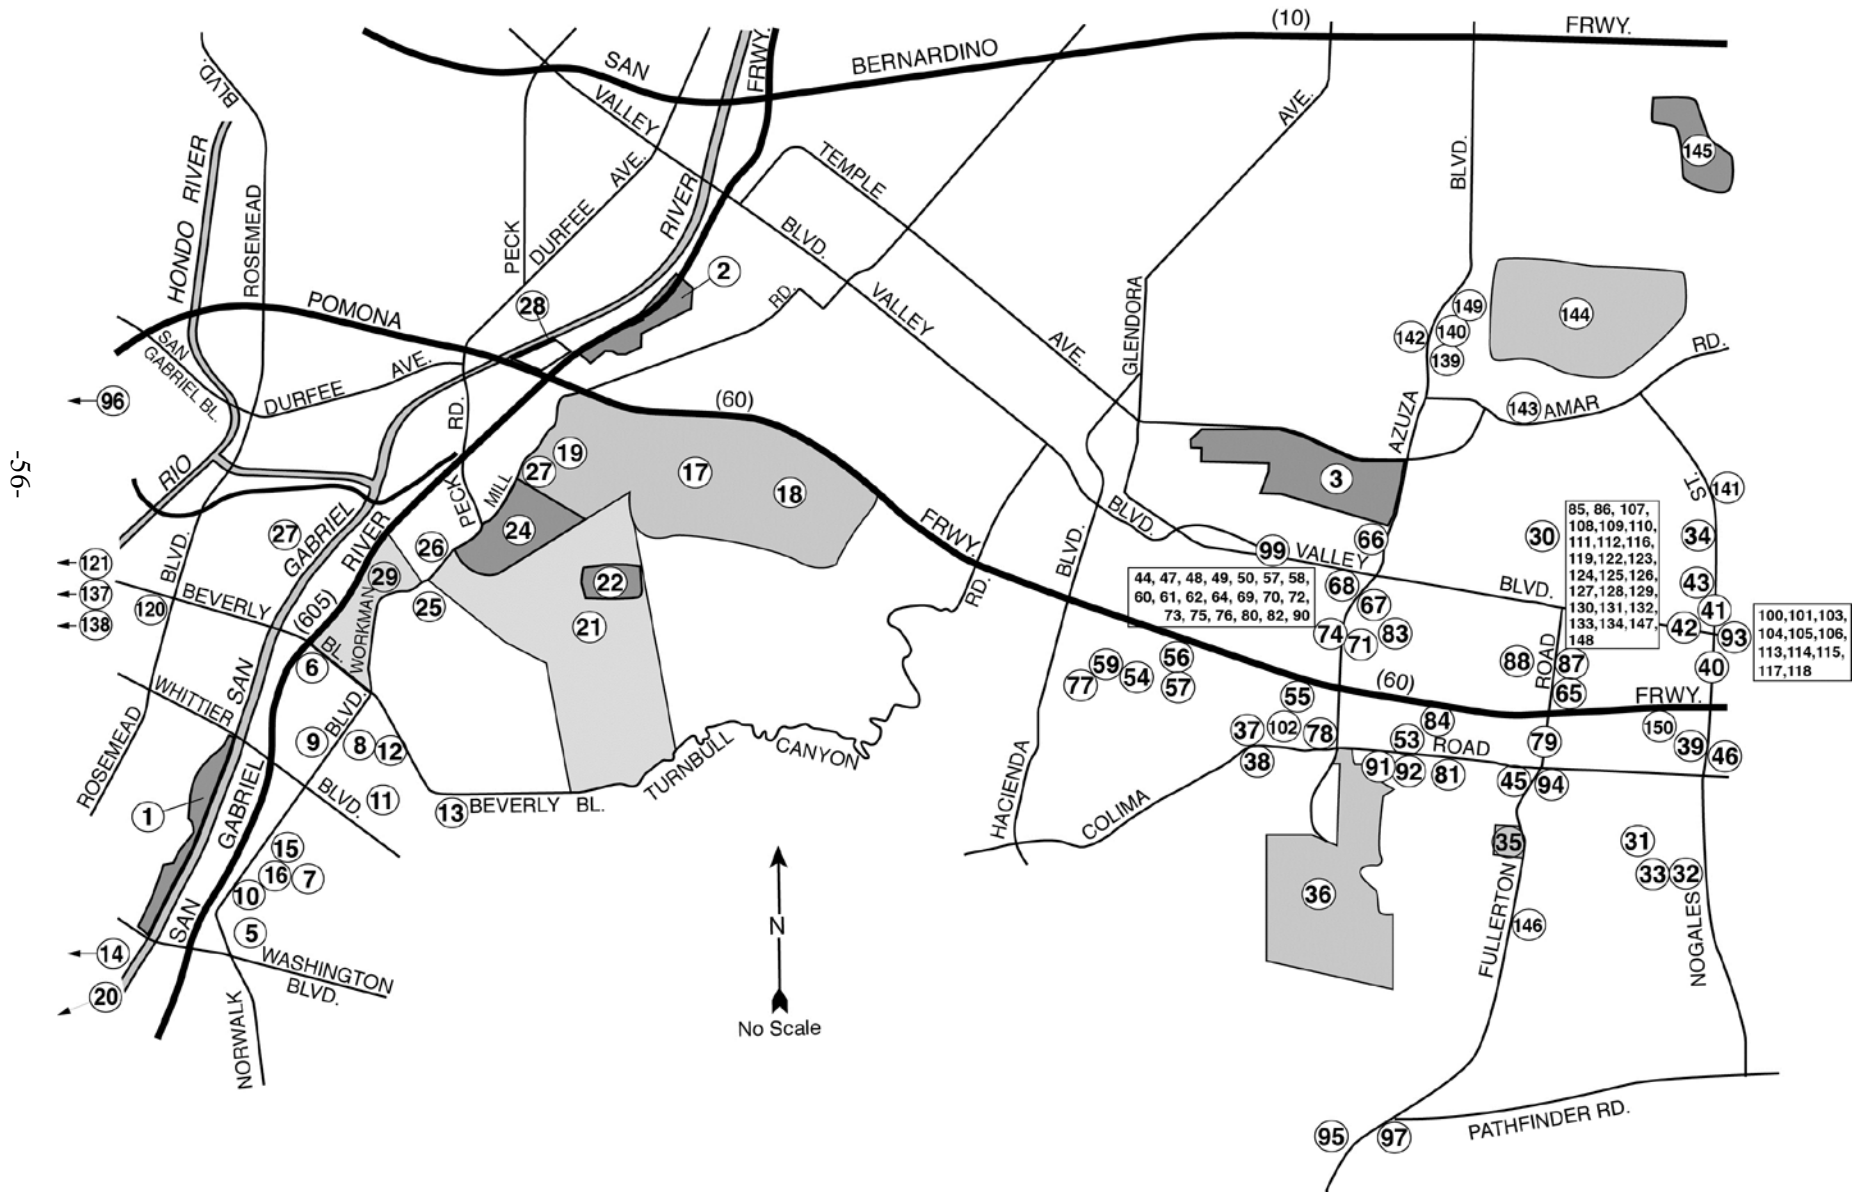 (10)
FRWY.
SAN
BERNARDINO
FRWY.
BLVD.
HONDO RIVER
ROSEMEAD
PECK
DURFEE
AVE.
VALLEY
RIVER
TEMPLE
BLVD.
VALLEY
AVE.
AVE.
BLVD.
145
2
28
RD.
GLENDORA
149
142
140
139
144
RD.
POMONA
SAN
GABRIEL BL.
DURFEE
AVE.
96
RD.
(60)
AZUZA
143
AMAR
RIO
PECK
MILL
19
27
17
18
24
3
ST.
141
-56-
27
GABRIEL
RIVER
26
29
25
22
21
FRWY.
RD.
BLVD.
BLVD.
66
99
VALLEY
BLVD.
30
34
43
41
42
93
40
85, 86, 107,
108,109,110,
111,112,116,
119,122,123,
124,125,126,
127,128,129,
130,131,132,
133,134,147,
148
100,101,103,
104,105,106,
113,114,115,
117,118
44, 47, 48, 49, 50, 57, 58,
60, 61, 62, 64, 69, 70, 72,
73, 75, 76, 80, 82, 90
68
67
74
71
83
88
ROAD
87
65
121
137
138
120
BLVD.
BEVERLY
BL.
(605)
WORKMAN
6
SAN
WHITTIER
BLVD.
9
8
12
11
BLVD.
ROSEMEAD
1
GABRIEL
13
BEVERLY
BL.
TURNBULL
CANYON
59
54
77
56
57
55
(60)
FRWY.
37
102
78
38
84
53
ROAD
79
150
39
46
91
92
81
45
94
HACIENDA
COLIMA
15
16
7
10
5
SAN
14
20
WASHINGTON
BLVD.
NORWALK
N
No Scale
36
35
31
33
32
FULLERTON
146
NOGALES
95
97
PATHFINDER RD.